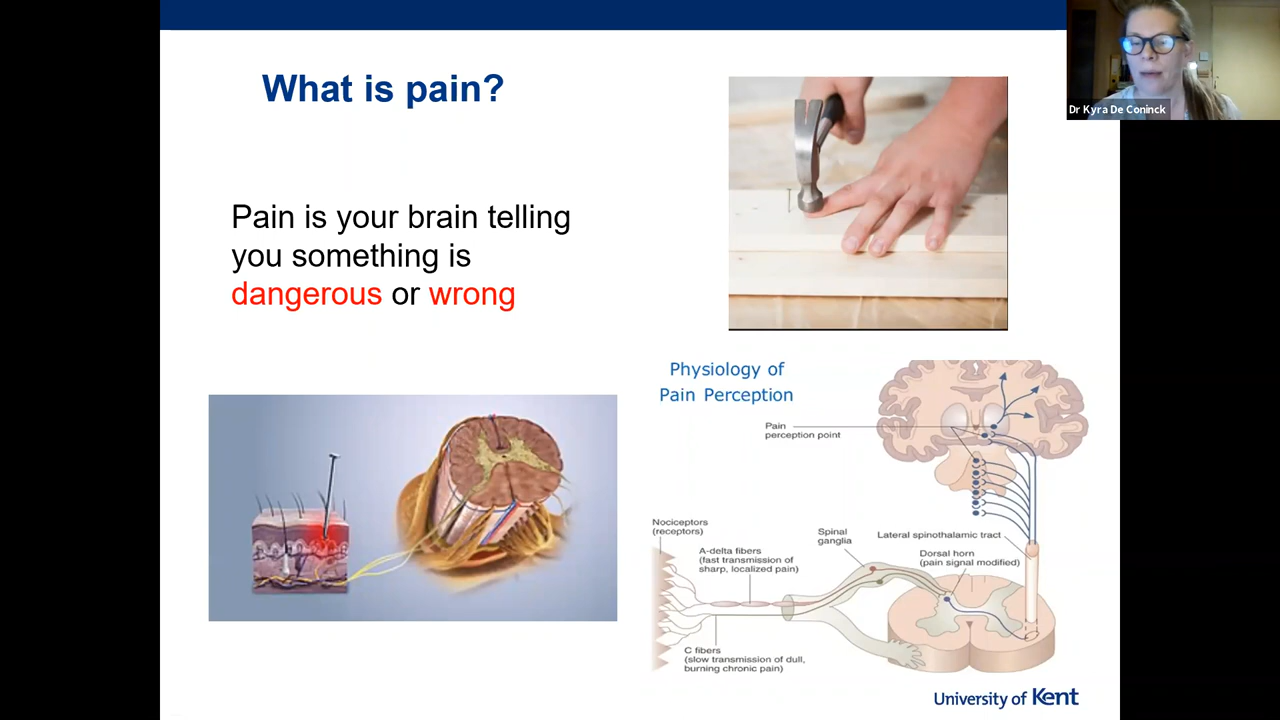 What is pain?
Dr Kyra De Coninck
Pain is your brain telling
you something is
dangerous or wrong
Physiology of
Pain Perception
Pain
perception point
Nociceptors
(receptors)
A-delta fibers
(fast transmission of
sharp, localized pain)
Spinal
ganglia
Lateral spinothalamic tract
Dorsal horn
(pain signal modified)
C fibers
(slow transmission of dull,
burning chronic pain)
University of Kent